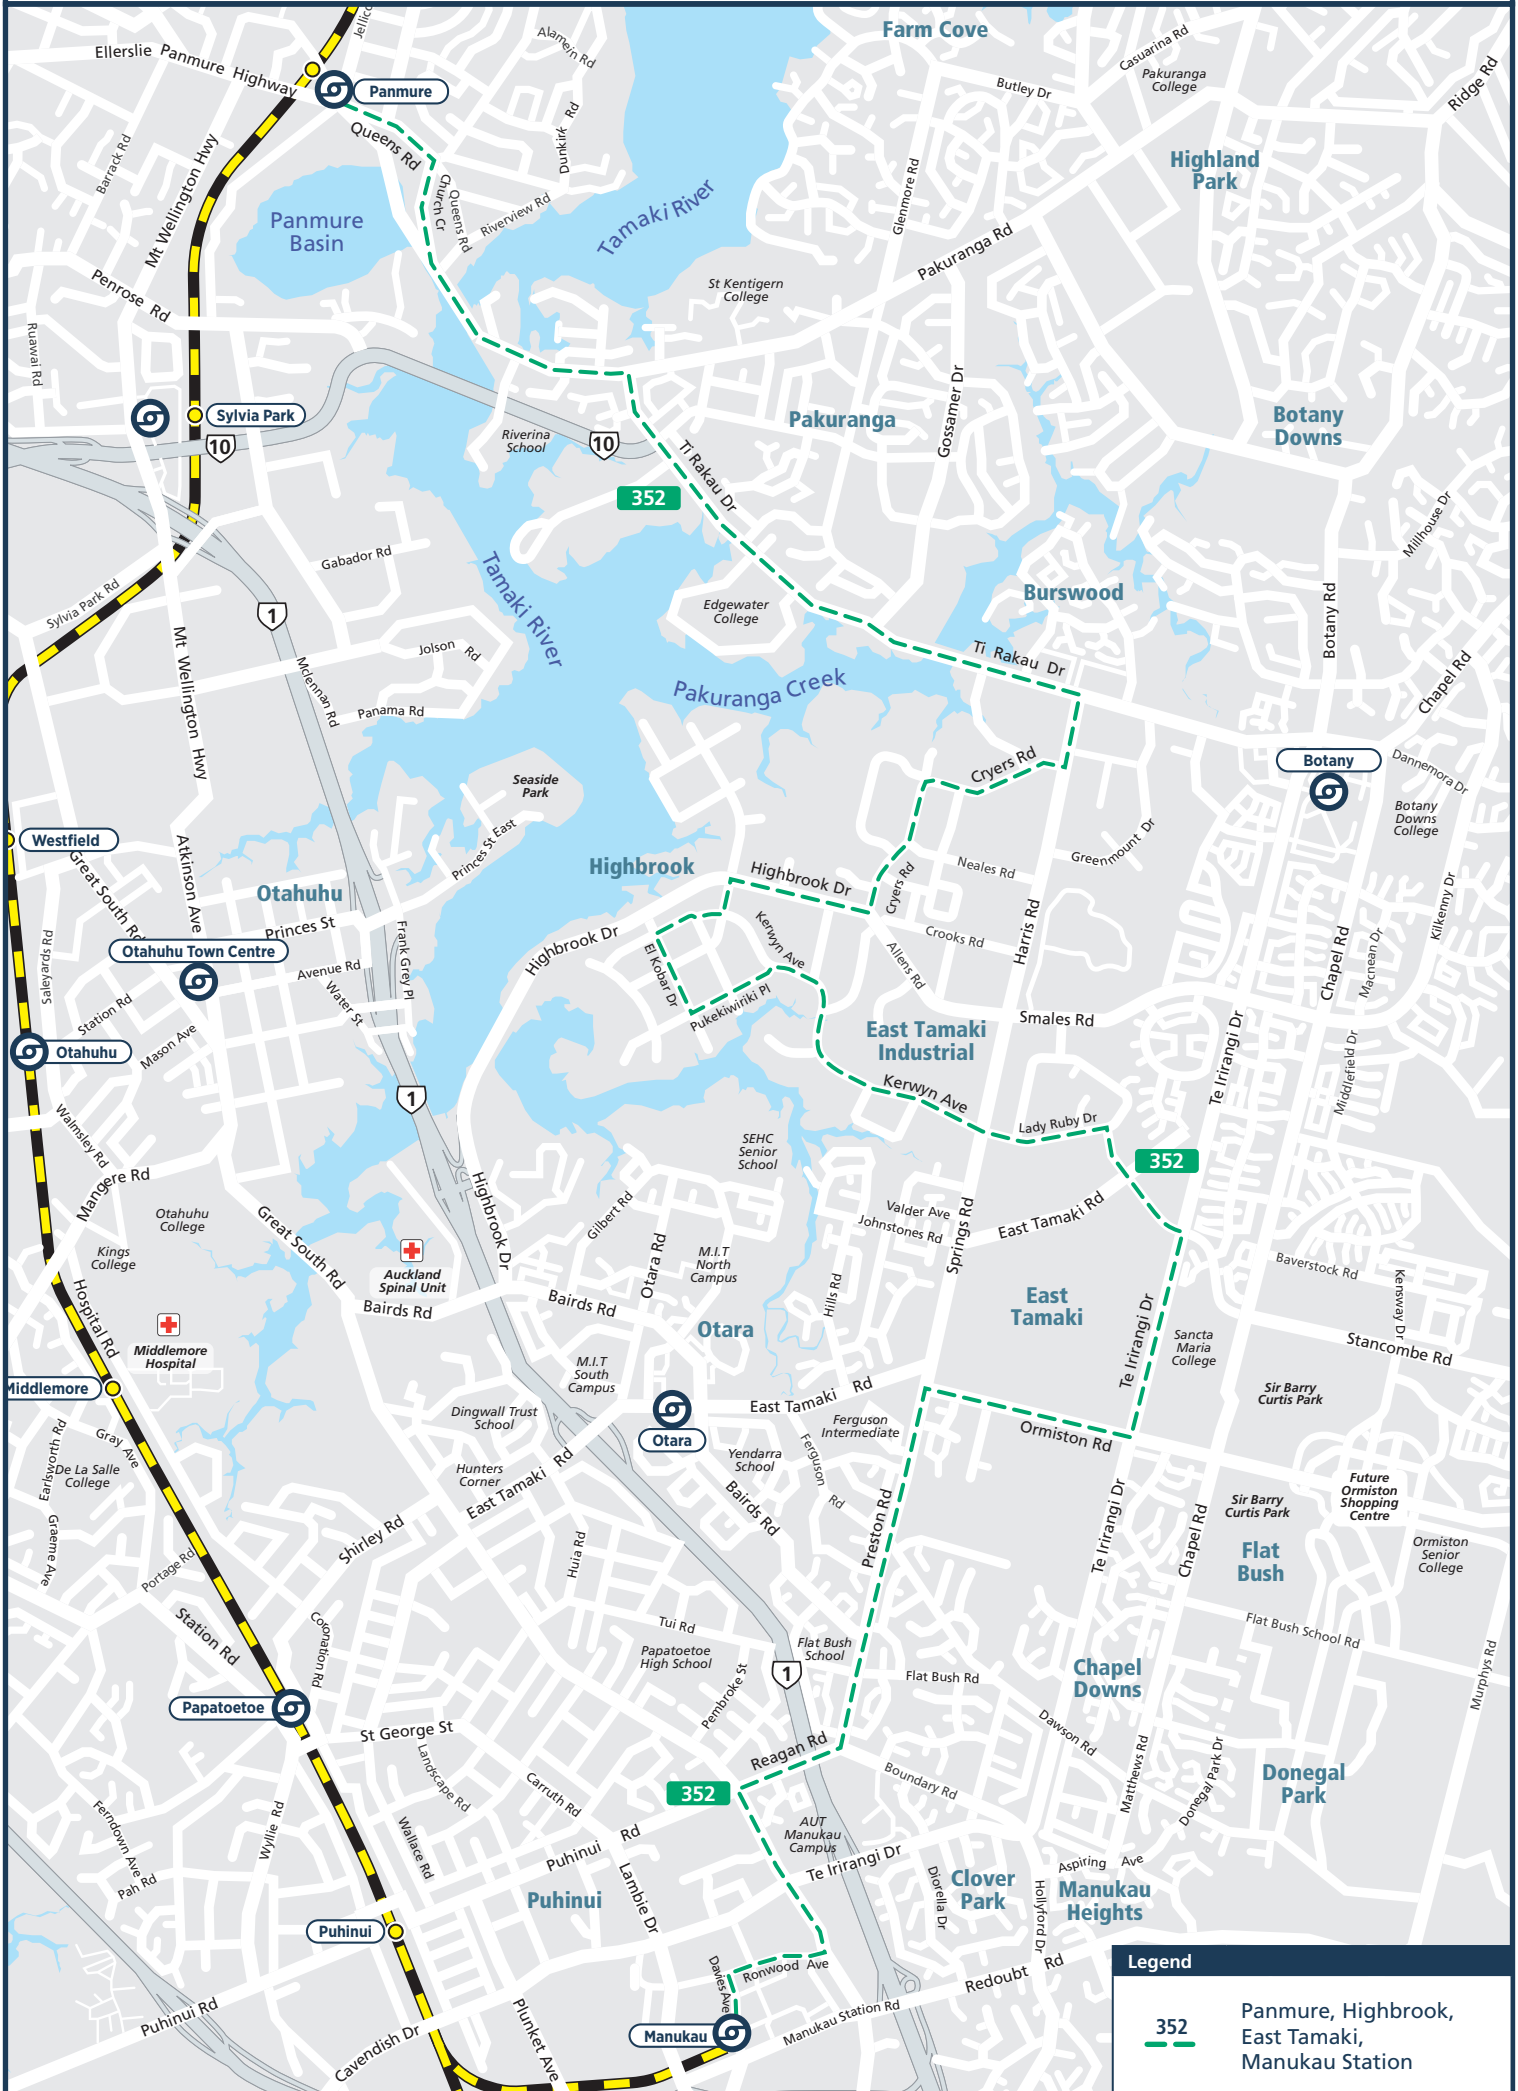 Farm Cove
Jellico
Ellerslie Panmure Highway
Alamein Rd
Casuarina Rd
Pakuranga
College
Ridge Rd
Butley Dr
Panmure
Queens Rd
Dunkirk Rd
Barrack Rd
Mt Wellington Hwy
Highland
Park
Church Cr
Queens Rd
Riverview Rd
Tamaki River
Glenmore Rd
Panmure
Basin
Pakuranga Rd
Penrose Rd
St Kentigern
College
Ruawai Rd
Gossamer Dr
Sylvia Park
10
Riverina
School
10
Pakuranga
Botany
Downs
Ti Rakau Dr
352
Millhouse Dr
Gabador Rd
Tamaki River
Sylvia Park Rd
1
Edgewater
College
Burswood
Botany Rd
Mt Wellington Hwy
Jolson Rd
Mclennan Rd
Ti Rakau Dr
Pakuranga Creek
Chapel Rd
Panama Rd
Cryers Rd
Botany
Dannemora Dr
Seaside
Park
Botany
Downs
College
Westfield
Great South Rd
Atkinson Ave
Princes St East
Greenmount Dr
Highbrook
Highbrook Dr
Neales Rd
Cryers Rd
Otahuhu
Kilkenny Dr
Princes St
Frank Grey Pl
Highbrook Dr
Kerwyn Ave
Crooks Rd
Harris Rd
Otahuhu Town Centre
Saleyards Rd
Avenue Rd
El Kobar Dr
Allens Rd
Chapel Rd
Macnean Dr
Water St
Pukekiwiriki Pl
Station Rd
Mason Ave
East Tamaki
Industrial
Smales Rd
Otahuhu
Te Irirangi Dr
Middlefield Dr
1
Kerwyn Ave
Lady Ruby Dr
Walmsley Rd
SEHC
Senior
School
352
Mangere Rd
Highbrook Dr
Otahuhu
College
Gilbert Rd
Valder Ave
Johnstones Rd
East Tamaki Rd
Springs Rd
Great South Rd
Kings
College
Otara Rd
M.I.T
North
Campus
Baverstock Rd
Auckland
Spinal Unit
Kensway Dr
Hospital Rd
Bairds Rd
Bairds Rd
Hills Rd
East
Tamaki
Otara
Te Irirangi Dr
Middlemore
Hospital
Sancta
Maria
College
Stancombe Rd
M.I.T
South
Campus
Middlemore
Sir Barry
Curtis Park
East Tamaki Rd
Dingwall Trust
School
Otara
Ferguson
Intermediate
Ormiston Rd
Earlsworth Rd
Gray Ave
De La Salle
College
Hunters
Corner
East Tamaki Rd
Yendarra
School
Ferguson Rd
Bairds Rd
Sir Barry
Curtis Park
Future
Ormiston
Shopping
Centre
Graeme Ave
Shirley Rd
Preston Rd
Te Irirangi Dr
Chapel Rd
Flat
Bush
Ormiston
Senior
College
Portage Rd
Huia Rd
Station Rd
Coronation Rd
Tui Rd
Papatoetoe
High School
Flat Bush
School
Flat Bush School Rd
1
Flat Bush Rd
Chapel
Downs
Murphys Rd
Papatoetoe
Pembroke St
St George St
Dawson Rd
Reagan Rd
Landscape Rd
Carruth Rd
352
Boundary Rd
Matthews Rd
Donegal Park Dr
Donegal
Park
Ferndown Ave
Wyllie Rd
Wallace Rd
AUT
Manukau
Campus
Puhinui Rd
Te Irirangi Dr
Aspiring Ave
Pah Rd
Puhinui
Lambie Dr
Diorella Dr
Clover
Park
Hollyford Dr
Manukau
Heights
Puhinui
Davies Ave
Ronwood Ave
Redoubt Rd
Puhinui Rd
Cavendish Dr
Plunket Ave
Manukau
Manukau Station Rd
Legend
352
Panmure, Highbrook,
East Tamaki,
Manukau Station